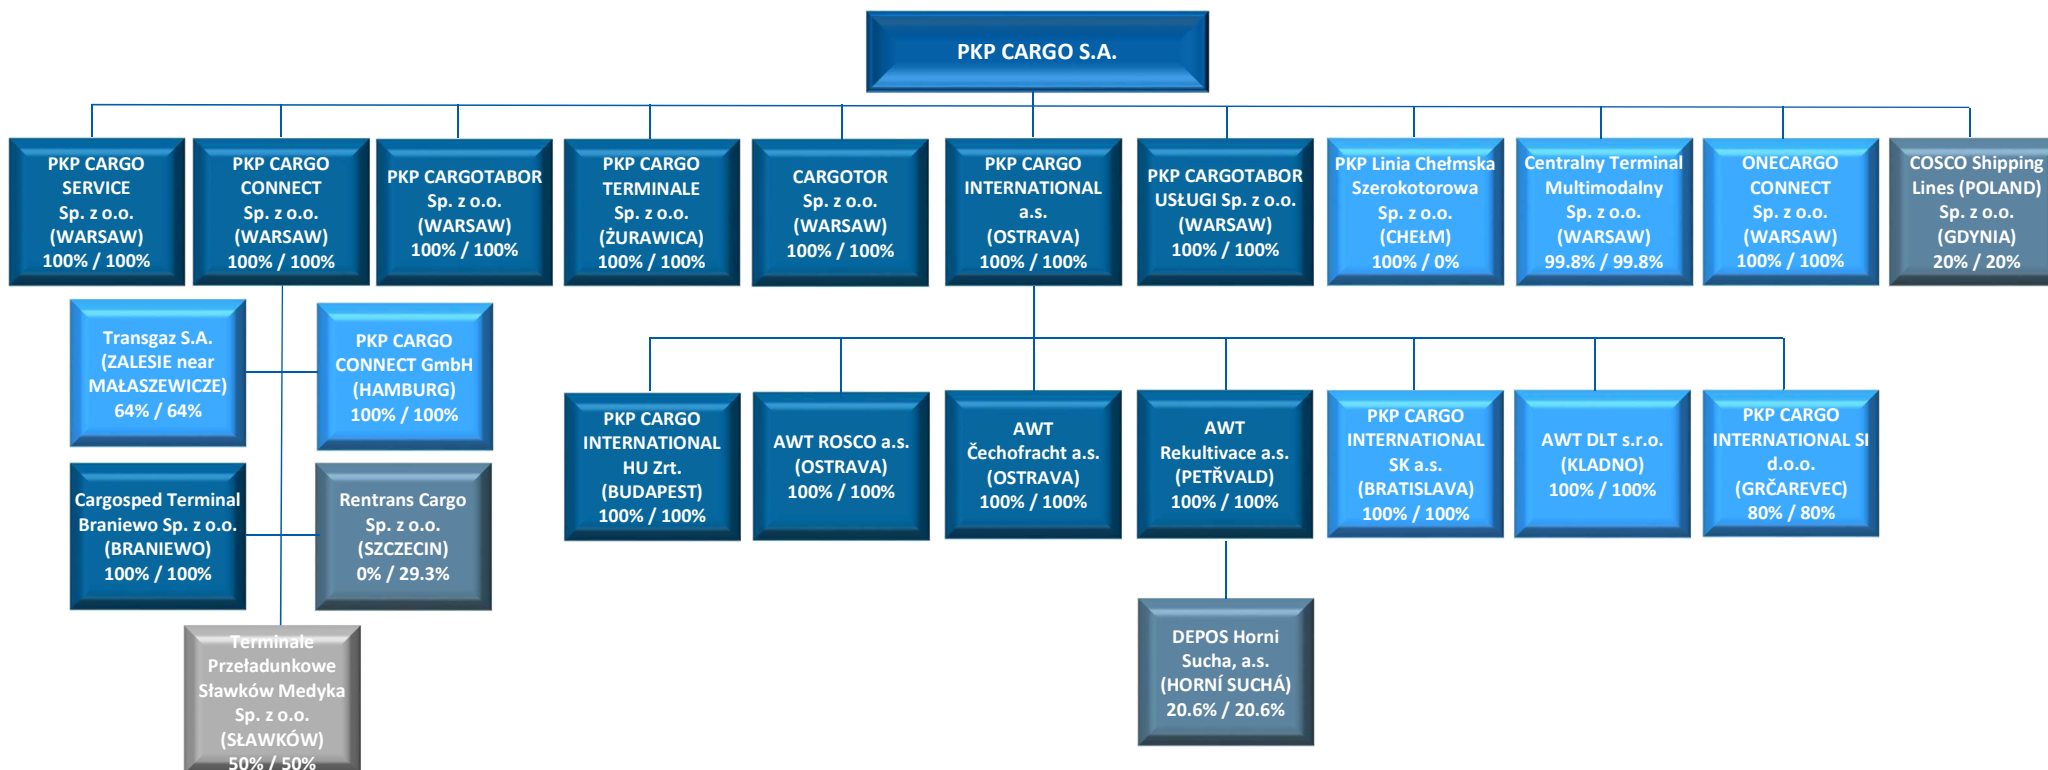 PKP CARGO S.A.
PKP CARGO
SERVICE
Sp. z o.o.
(WARSAW)
100% / 100%
PKP CARGO
CONNECT
Sp. z o.o.
(WARSAW)
100% / 100%
PKP CARGOTABOR
Sp. z o.o.
(WARSAW)
100% / 100%
PKP CARGO
TERMINALE
Sp. z o.o.
(ŻURAWICA)
100% / 100%
CARGOTOR
Sp. z o.o.
(WARSAW)
100% / 100%
PKP CARGO
INTERNATIONAL
a.s.
(OSTRAVA)
100% / 100%
PKP CARGOTABOR
USŁUGI Sp. z o.o.
(WARSAW)
100% / 100%
PKP Linia Chełmska
Szerokotorowa
Sp. z o.o.
(CHEŁM)
100% / 0%
Centralny Terminal
Multimodalny
Sp. z o.o.
(WARSAW)
99.8% / 99.8%
ONECARGO
CONNECT
Sp. z o.o.
(WARSAW)
100% / 100%
COSCO Shipping
Lines (POLAND)
Sp. z o.o.
(GDYNIA)
20% / 20%
Transgaz S.A.
(ZALESIE near
MAŁASZEWICZE)
64% / 64%
PKP CARGO
CONNECT GmbH
(HAMBURG)
100% / 100%
Cargosped Terminal
Braniewo Sp. z o.o.
(BRANIEWO)
100% / 100%
Rentrans Cargo
Sp. z o.o.
(SZCZECIN)
0% / 29.3%
Terminale
Przeładunkowe
Sławków Medyka
Sp. z o.o.
(SŁAWKÓW)
50% / 50%
PKP CARGO
INTERNATIONAL
HU Zrt.
(BUDAPEST)
100% / 100%
AWT ROSCO a.s.
(OSTRAVA)
100% / 100%
AWT
Čechofracht a.s.
(OSTRAVA)
100% / 100%
AWT
Rekultivace a.s.
(PETŘVALD)
100% / 100%
PKP CARGO
INTERNATIONAL
SK a.s.
(BRATISLAVA)
100% / 100%
AWT DLT s.r.o.
(KLADNO)
100% / 100%
PKP CARGO
INTERNATIONAL SI
d.o.o.
(GRČAREVEC)
80% / 80%
DEPOS Horni
Sucha, a.s.
(HORNÍ SUCHÁ)
20.6% / 20.6%